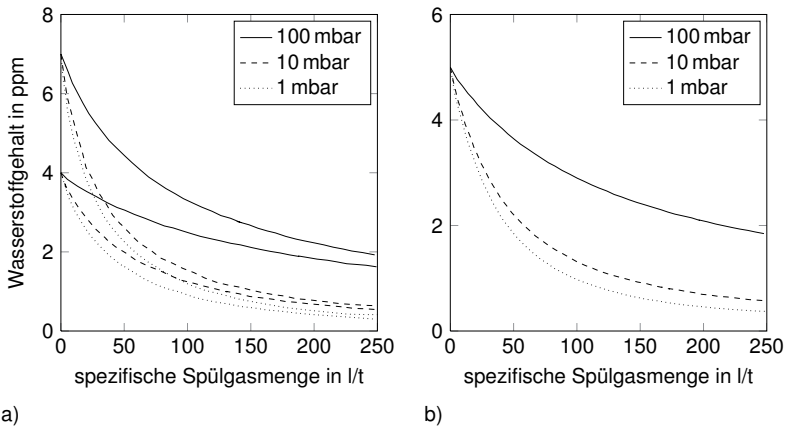 8
6
4
2
0
Wasserstoffgehalt in ppm
100 mbar
10 mbar
1 mbar
0 50 100 150 200 250
spezifische Spülgasmenge in l/t
a)
6
4
2
0
100 mbar
10 mbar
1 mbar
0 50 100 150 200 250
spezifische Spülgasmenge in l/t
b)